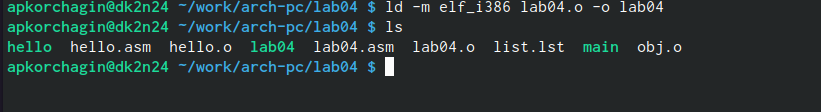 apkorchagin@dk2n24 ~/work/arch-pc/lab04 $ ld -m elf_i386 lab04.o -o lab04
apkorchagin@dk2n24 ~/work/arch-pc/lab04 $ ls
hello  hello.asm  hello.o  lab04  lab04.asm  lab04.o  list.lst  main  obj.o
apkorchagin@dk2n24 ~/work/arch-pc/lab04 $